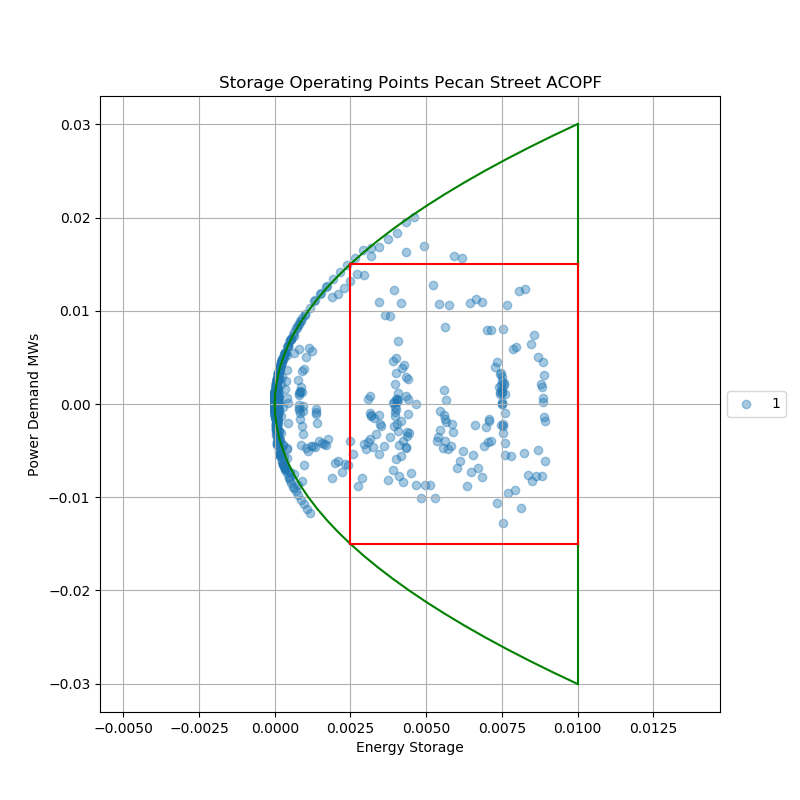 Storage Operating Points Pecan Street ACOPF
Power Demand MWs
0.03
0.02
0.01
0.00
−0.01
−0.02
−0.03
−0.0050 −0.0025 0.0000 0.0025 0.0050 0.0075 0.0100 0.0125
Energy Storage
1